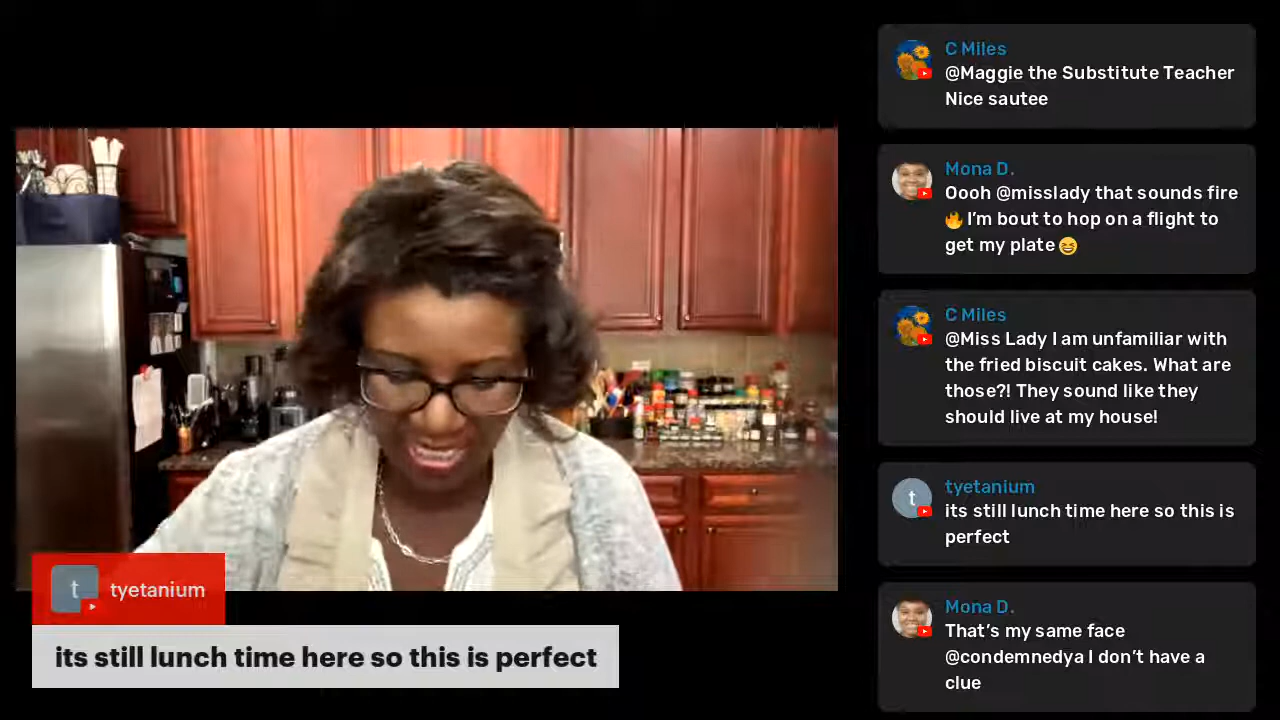 C Miles
@Maggie the Substitute Teacher
Nice sautee
Mona D.
Oooh @misslady that sounds fire
🔥 I'm bout to hop on a flight to
get my plate 😆
C Miles
@Miss Lady I am unfamiliar with
the fried biscuit cakes. What are
those?! They sound like they
should live at my house!
t
tyetanium
its still lunch time here so this is
perfect
Mona D.
That's my same face
@condemnedya I don't have a
clue
t
tyetanium
its still lunch time here so this is perfect